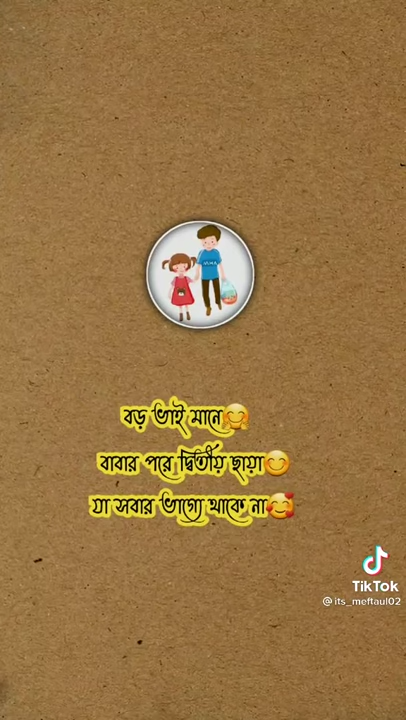 বড় ভাই মানে🤗
বাবার পরে দ্বিতীয় ছায়া😊
যা সবার ভাগ্যে থাকে না🥰
TikTok
@its_meftaul02